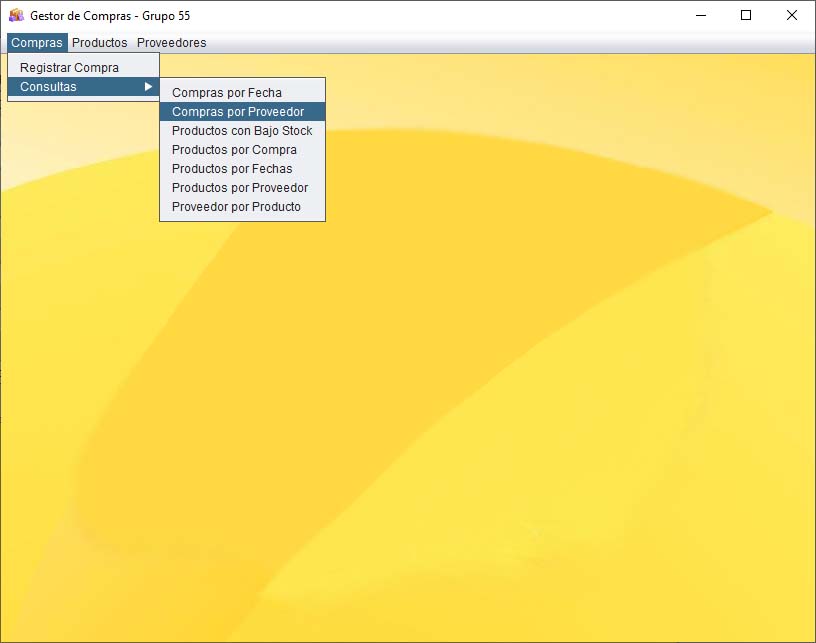 Gestor de Compras - Grupo 55
Compras Productos Proveedores
Registrar Compra
Consultas
Compras por Fecha
Compras por Proveedor
Productos con Bajo Stock
Productos por Compra
Productos por Fechas
Productos por Proveedor
Proveedor por Producto